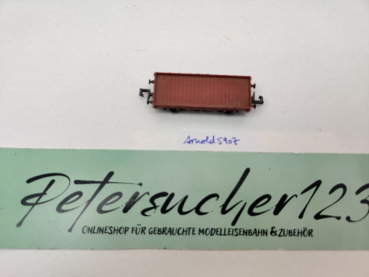 Arnold 5907
Petersucher123
ONLINESHOP FÜR GEBRAUCHTE MODELLEISENBAHN & ZUBEHÖR